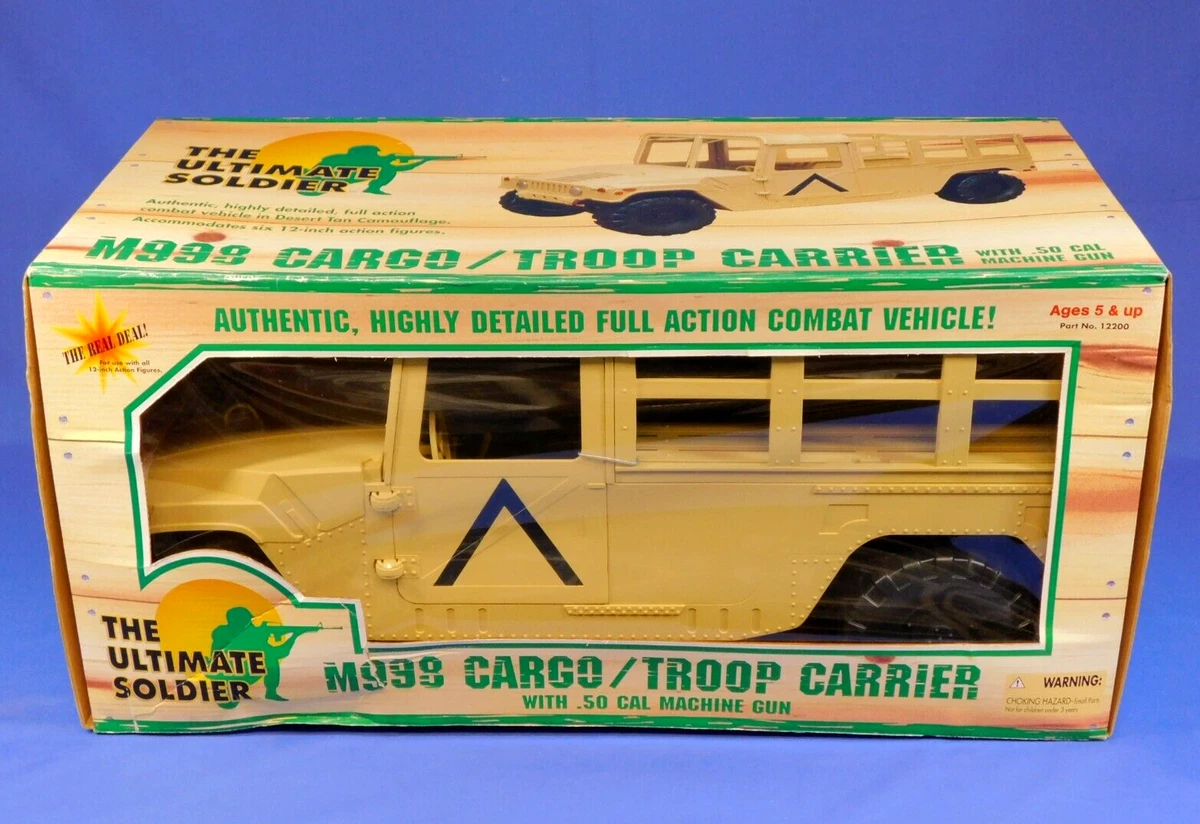 THE
ULTIMATE
SOLDIER
Authentic, highly detailed, full action
combat vehicle in Desert Tan Camouflage.
Accommodates six 12-inch action figures.
M998 CARGO/TROOP CARRIER
WITH .50 CAL
MACHINE GUN
THE REAL DEAL!
For use with all
12-inch Action Figures.
AUTHENTIC, HIGHLY DETAILED FULL ACTION COMBAT VEHICLE!
Ages 5 & up
Part No. 12200
THE
ULTIMATE
SOLDIER
M998 CARGO/TROOP CARRIER
WITH .50 CAL MACHINE GUN
WARNING:
CHOKING HAZARD-Small Parts
Not for children under 3 years